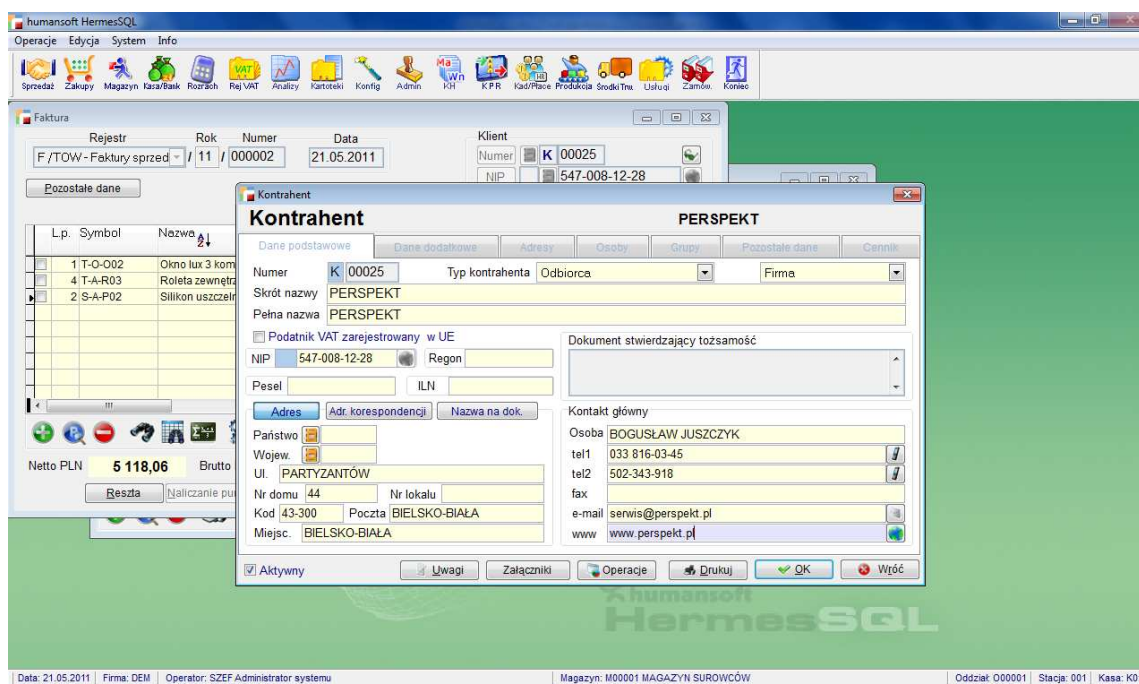 humansoft HermesSQL
Operacje Edycja System Info
Sprzedaż Zakupy Magazyn Kasa/Bank Rozrach Rej VAT Analizy Kartoteki Konfig Admin KH KPR Kad/Płace Produkcja Środki Trw. Usługi Zamów. Koniec
Faktura
Rejestr Rok Numer Data Klient
F /TOW - Faktury sprzed / 11 / 000002 21.05.2011 Numer K 00025
NIP 547-008-12-28
Pozostałe dane
L.p. Symbol Nazwa
1 T-O-O02 Okno lux 3 kom
4 T-A-R03 Roleta zewnętrz
2 S-A-P02 Silikon uszczeln
Netto PLN 5 118,06 Brutto
Reszta Naliczanie pun
Kontrahent
Kontrahent PERSPEKT
Dane podstawowe Dane dodatkowe Adresy Osoby Grupy Pozostałe dane Cennik
Numer K 00025 Typ kontrahenta Odbiorca Firma
Skrót nazwy PERSPEKT
Pełna nazwa PERSPEKT
Podatnik VAT zarejestrowany w UE
Dokument stwierdzający tożsamość
NIP 547-008-12-28 Regon
Pesel ILN
Adres Adr. korespondencji Nazwa na dok.
Państwo
Wojew.
Ul. PARTYZANTÓW
Nr domu 44 Nr lokalu
Kod 43-300 Poczta BIELSKO-BIAŁA
Miejsc. BIELSKO-BIAŁA
Kontakt główny
Osoba BOGUSŁAW JUSZCZYK
tel1 033 816-03-45
tel2 502-343-918
fax
e-mail serwis@perspekt.pl
www www.perspekt.pl
Aktywny Uwagi Załączniki Operacje Drukuj OK Wróć
humansoft
HermesSQL
Data: 21.05.2011 Firma: DEM Operator: SZEF Administrator systemu Magazyn: M00001 MAGAZYN SUROWCÓW Oddział: O00001 Stacja: 001 Kasa: K0